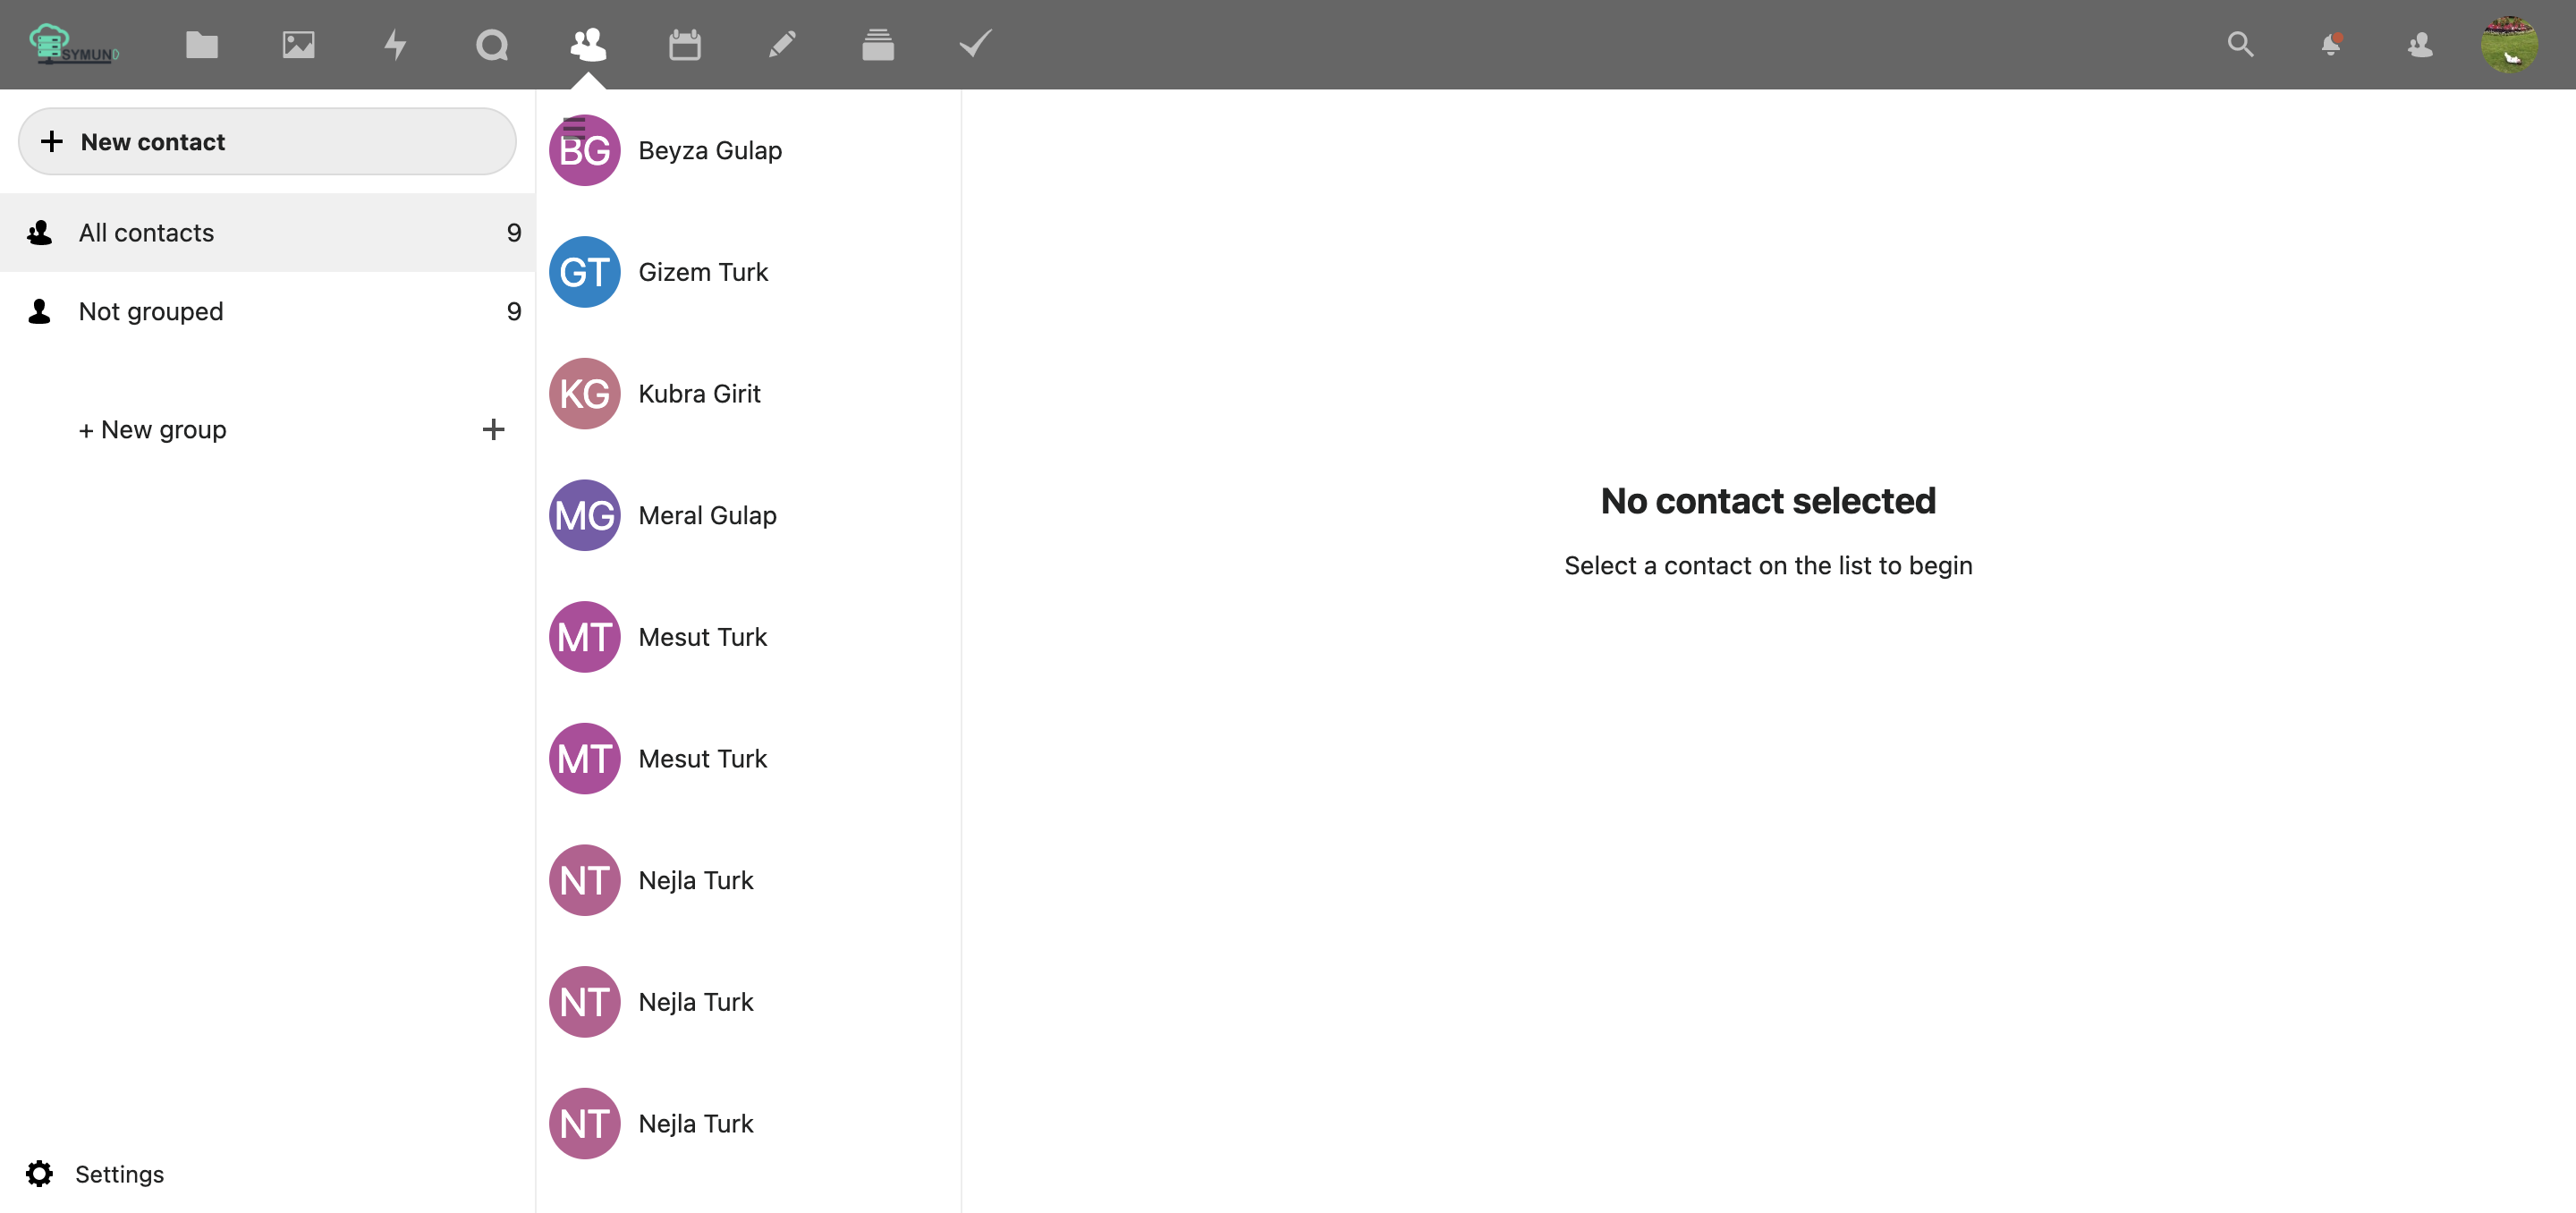 SYMUND
New contact
All contacts 9
Not grouped 9
+ New group
Settings
BG Beyza Gulap
GT Gizem Turk
KG Kubra Girit
MG Meral Gulap
MT Mesut Turk
MT Mesut Turk
NT Nejla Turk
NT Nejla Turk
NT Nejla Turk
No contact selected
Select a contact on the list to begin